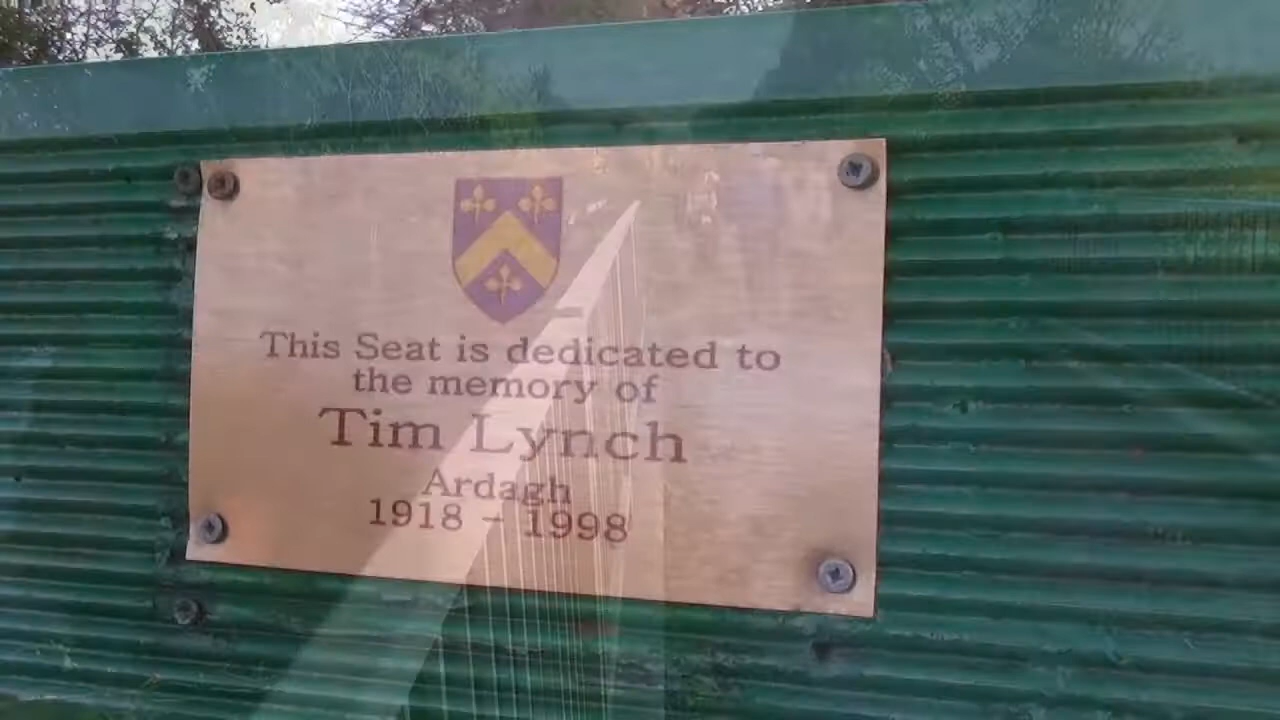 This Seat is dedicated to
the memory of
Tim Lynch
Ardagh
1918 - 1998